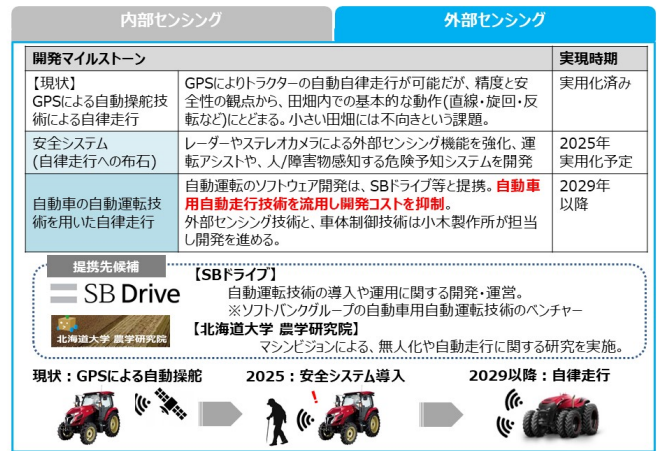 内部センシング
外部センシング
開発マイルストーン
実現時期
【現状】
GPSによる自動操舵技
術による自律走行
GPSによりトラクターの自動自律走行が可能だが、精度と安
全性の観点から、田畑内での基本的な動作(直線・旋回・反
転など)にとどまる。小さい田畑には不向きという課題。
実用化済み
安全システム
(自律走行への布石)
レーダーやステレオカメラによる外部センシング機能を強化、運
転アシストや、人/障害物感知する危険予知システムを開発
2025年
実用化予定
自動車の自動運転技
術を用いた自律走行
自動運転のソフトウェア開発は、SBドライブ等と提携。自動車
用自動走行技術を流用し開発コストを抑制。
外部センシング技術と、車体制御技術は小木製作所が担当
し開発を進める。
2029年
以降
提携先候補
SB Drive
北海道大学 農学研究院
【SBドライブ】
自動運転技術の導入や運用に関する開発・運営。
※ソフトバンクグループの自動車用自動運転技術のベンチャー
【北海道大学 農学研究院】
マシンビジョンによる、無人化や自動走行に関する研究を実施。
現状：GPSによる自動操舵
2025：安全システム導入
2029以降：自律走行
!